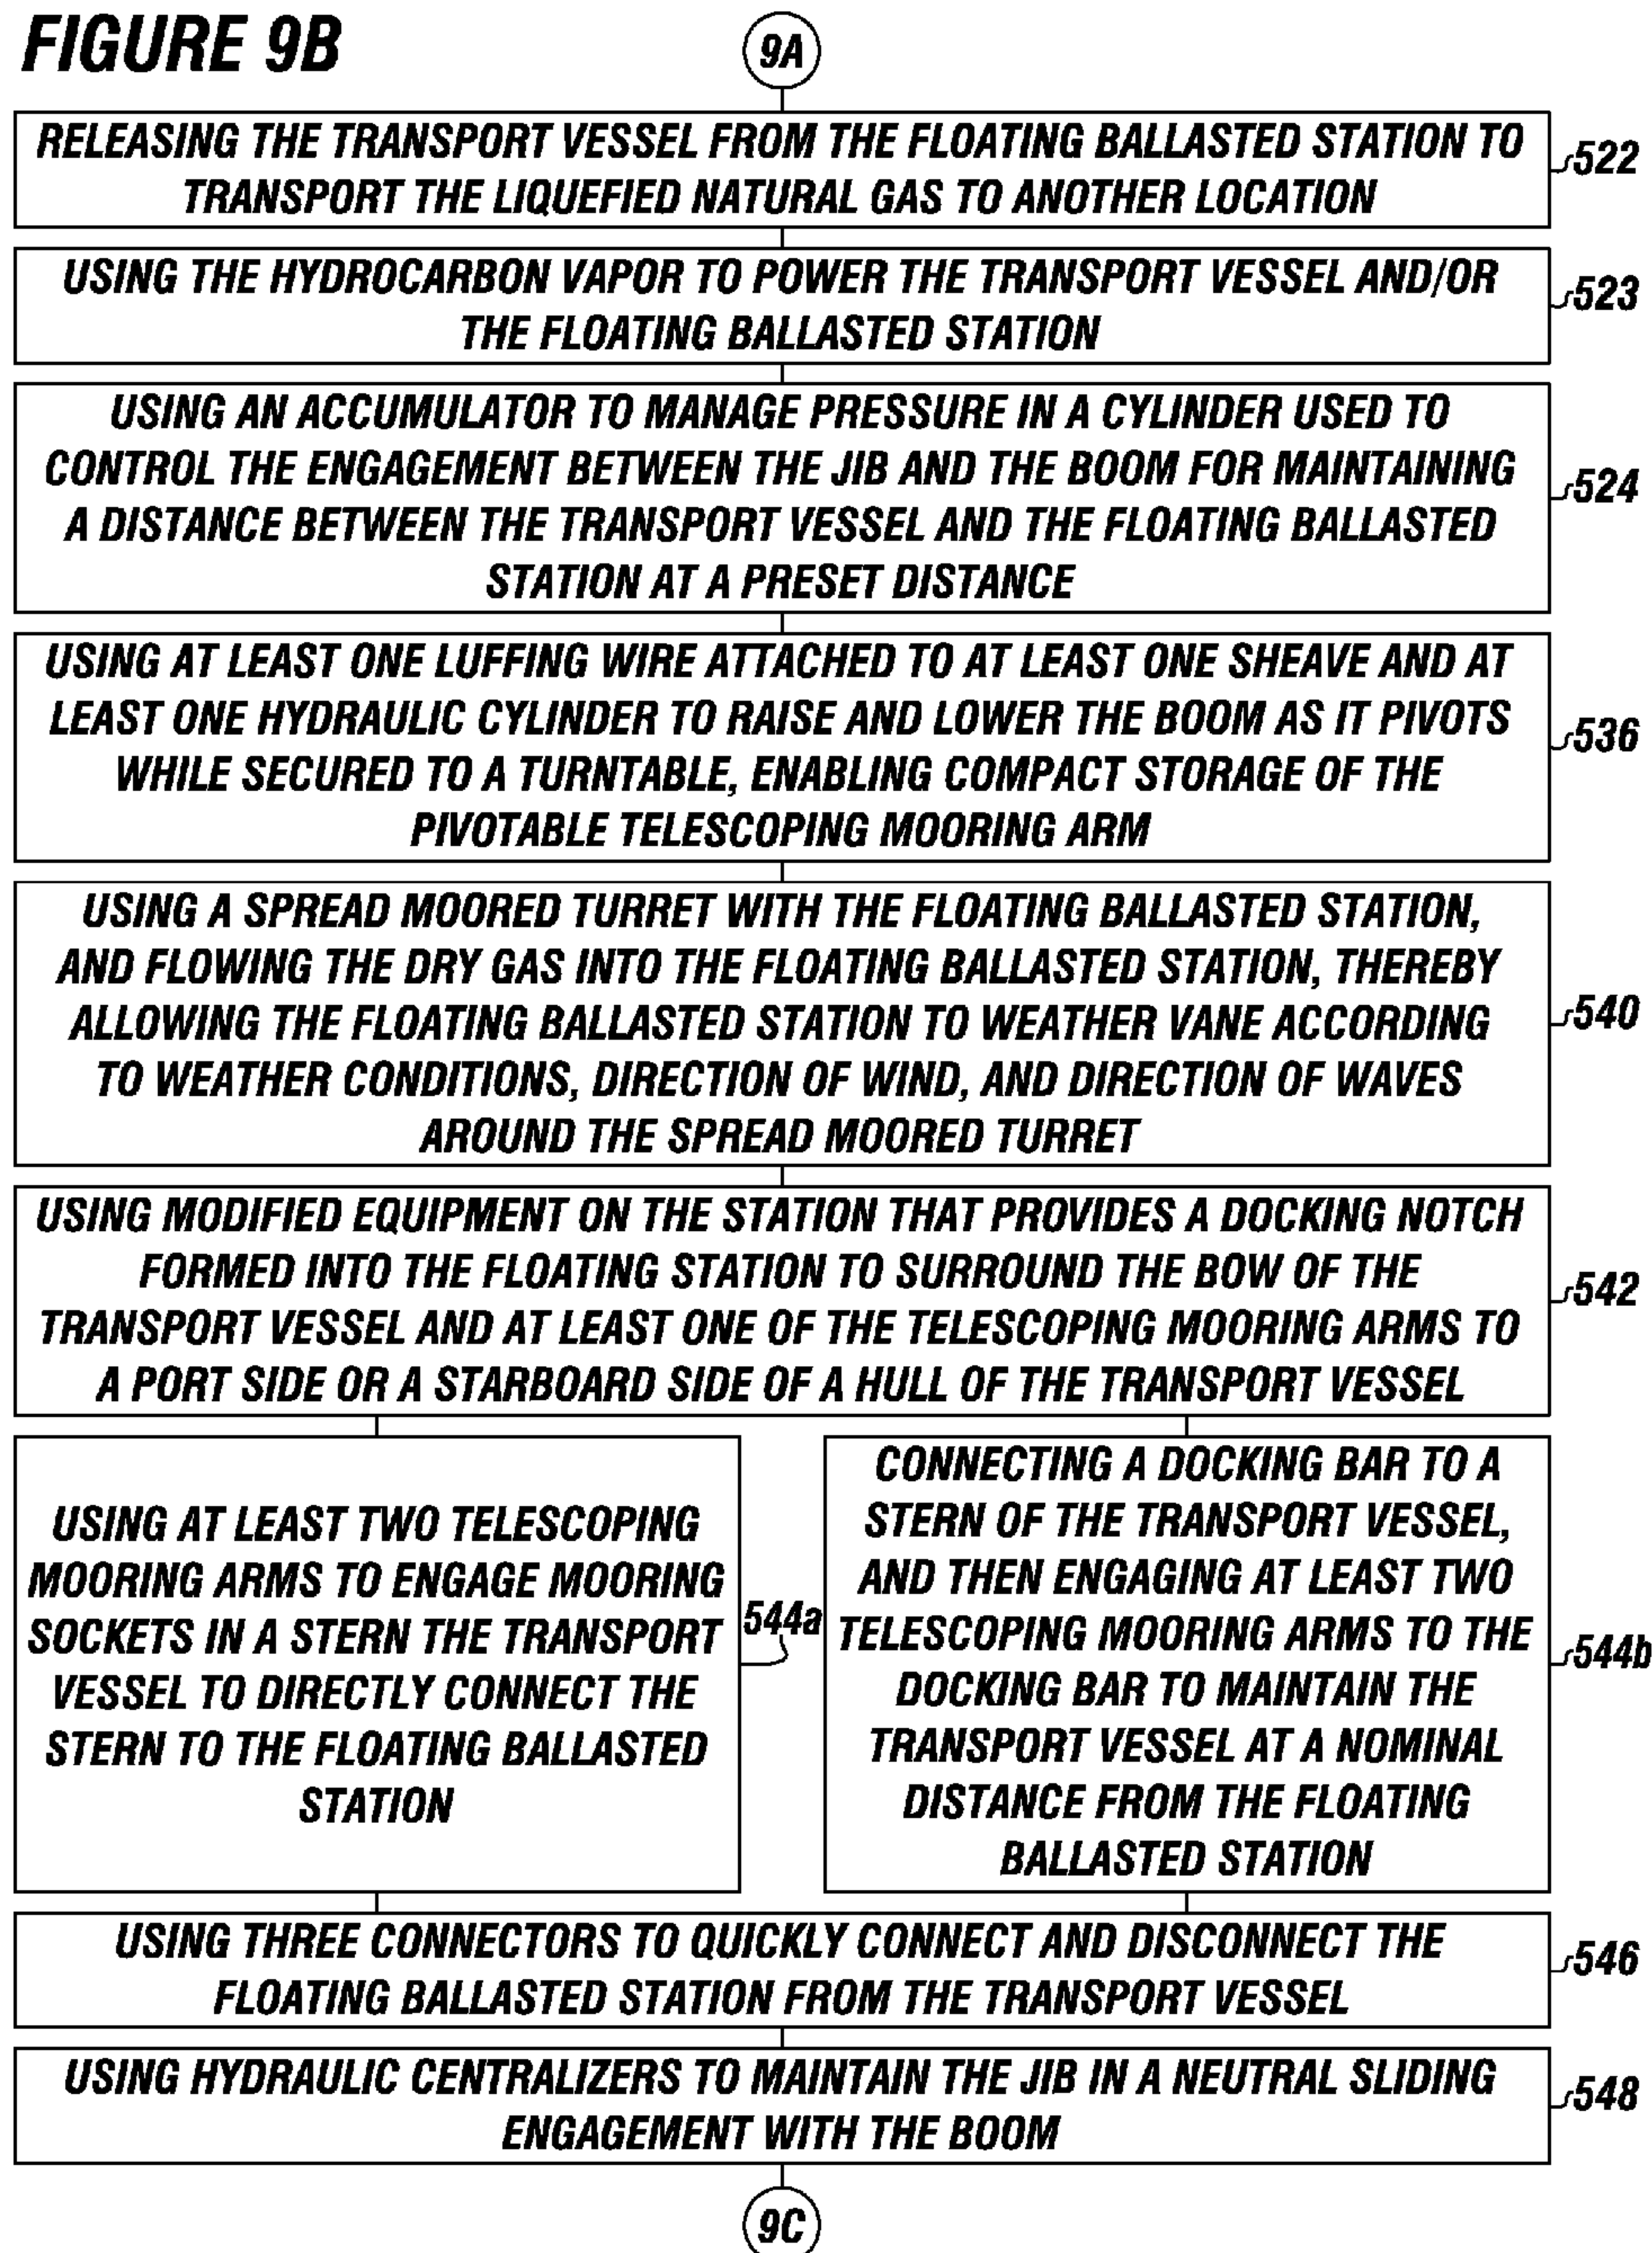 FIGURE 9B
9A
RELEASING THE TRANSPORT VESSEL FROM THE FLOATING BALLASTED STATION TO
TRANSPORT THE LIQUEFIED NATURAL GAS TO ANOTHER LOCATION
522
USING THE HYDROCARBON VAPOR TO POWER THE TRANSPORT VESSEL AND/OR
THE FLOATING BALLASTED STATION
523
USING AN ACCUMULATOR TO MANAGE PRESSURE IN A CYLINDER USED TO
CONTROL THE ENGAGEMENT BETWEEN THE JIB AND THE BOOM FOR MAINTAINING
A DISTANCE BETWEEN THE TRANSPORT VESSEL AND THE FLOATING BALLASTED
STATION AT A PRESET DISTANCE
524
USING AT LEAST ONE LUFFING WIRE ATTACHED TO AT LEAST ONE SHEAVE AND AT
LEAST ONE HYDRAULIC CYLINDER TO RAISE AND LOWER THE BOOM AS IT PIVOTS
WHILE SECURED TO A TURNTABLE, ENABLING COMPACT STORAGE OF THE
PIVOTABLE TELESCOPING MOORING ARM
536
USING A SPREAD MOORED TURRET WITH THE FLOATING BALLASTED STATION,
AND FLOWING THE DRY GAS INTO THE FLOATING BALLASTED STATION, THEREBY
ALLOWING THE FLOATING BALLASTED STATION TO WEATHER VANE ACCORDING
TO WEATHER CONDITIONS, DIRECTION OF WIND, AND DIRECTION OF WAVES
AROUND THE SPREAD MOORED TURRET
540
USING MODIFIED EQUIPMENT ON THE STATION THAT PROVIDES A DOCKING NOTCH
FORMED INTO THE FLOATING STATION TO SURROUND THE BOW OF THE
TRANSPORT VESSEL AND AT LEAST ONE OF THE TELESCOPING MOORING ARMS TO
A PORT SIDE OR A STARBOARD SIDE OF A HULL OF THE TRANSPORT VESSEL
542
USING AT LEAST TWO TELESCOPING
MOORING ARMS TO ENGAGE MOORING
SOCKETS IN A STERN THE TRANSPORT
VESSEL TO DIRECTLY CONNECT THE
STERN TO THE FLOATING BALLASTED
STATION
544a
CONNECTING A DOCKING BAR TO A
STERN OF THE TRANSPORT VESSEL,
AND THEN ENGAGING AT LEAST TWO
TELESCOPING MOORING ARMS TO THE
DOCKING BAR TO MAINTAIN THE
TRANSPORT VESSEL AT A NOMINAL
DISTANCE FROM THE FLOATING
BALLASTED STATION
544b
USING THREE CONNECTORS TO QUICKLY CONNECT AND DISCONNECT THE
FLOATING BALLASTED STATION FROM THE TRANSPORT VESSEL
546
USING HYDRAULIC CENTRALIZERS TO MAINTAIN THE JIB IN A NEUTRAL SLIDING
ENGAGEMENT WITH THE BOOM
548
9C